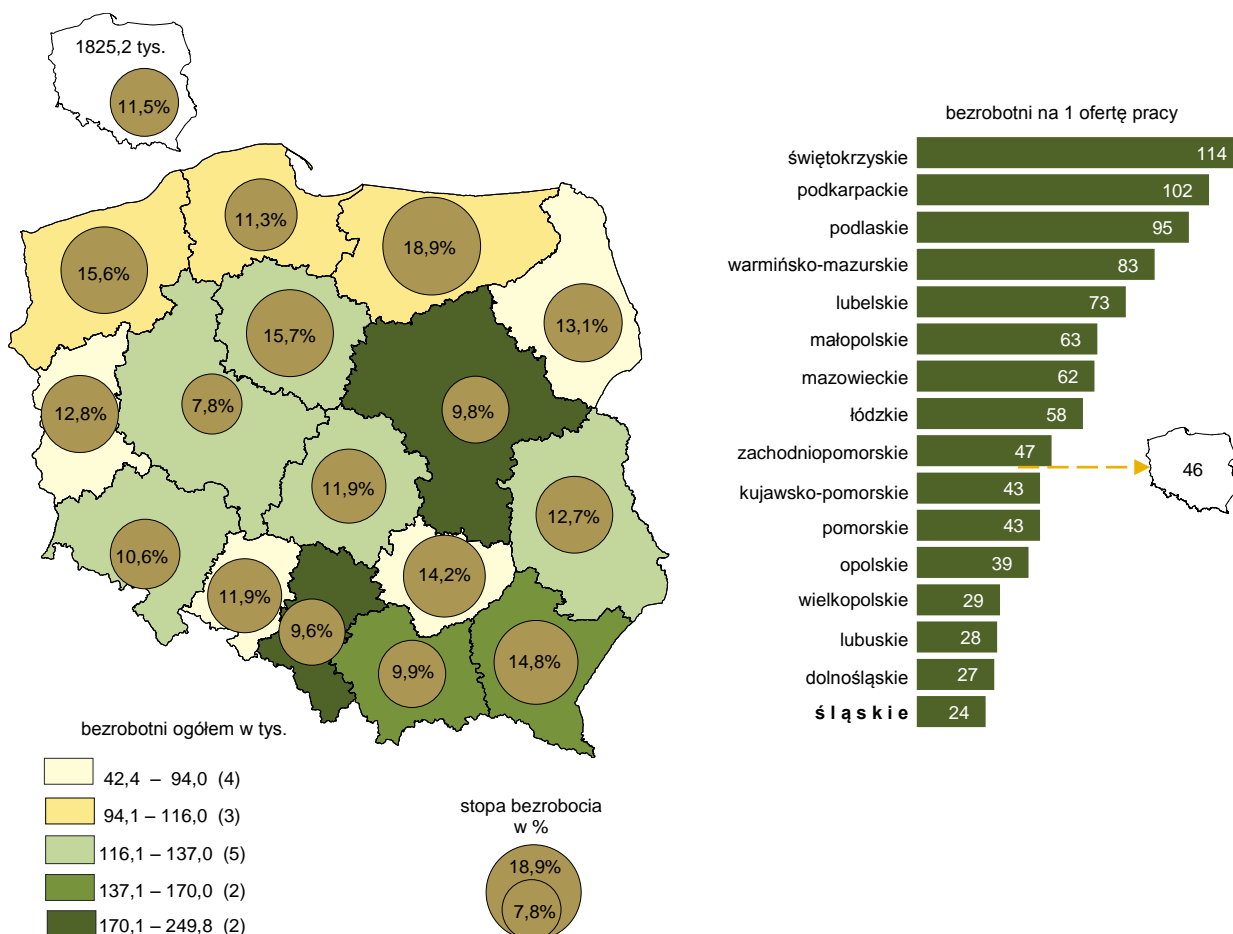 1825,2 tys.
11,5%
15,6%
11,3%
18,9%
13,1%
15,7%
12,8%
7,8%
9,8%
11,9%
12,7%
10,6%
11,9%
14,2%
9,6%
9,9%
14,8%
bezrobotni ogółem w tys.
42,4 – 94,0 (4)
94,1 – 116,0 (3)
116,1 – 137,0 (5)
137,1 – 170,0 (2)
170,1 – 249,8 (2)
stopa bezrobocia
w %
18,9%
7,8%
bezrobotni na 1 ofertę pracy
świętokrzyskie 114
podkarpackie 102
podlaskie 95
warmińsko-mazurskie 83
lubelskie 73
małopolskie 63
mazowieckie 62
łódzkie 58
zachodniopomorskie 47
46
kujawsko-pomorskie 43
pomorskie 43
opolskie 39
wielkopolskie 29
lubuskie 28
dolnośląskie 27
ś l ą s k i e 24